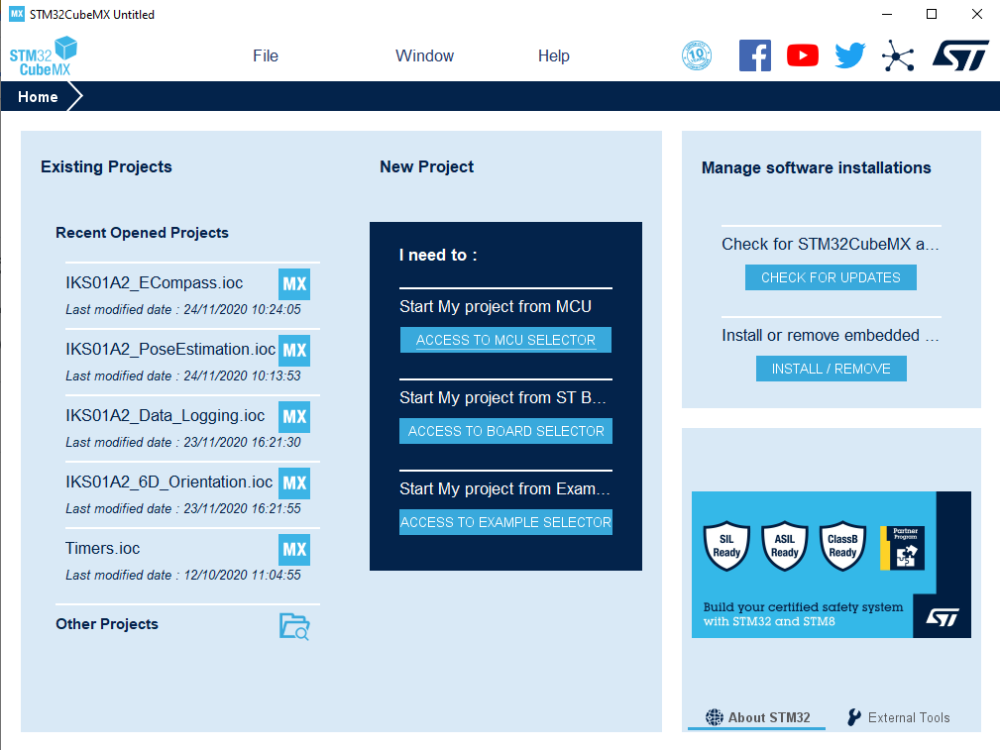 MX STM32CubeMX Untitled
STM32
CubeMX
File Window Help
10
Home
Existing Projects
Recent Opened Projects
IKS01A2_ECompass.ioc MX
Last modified date : 24/11/2020 10:24:05
IKS01A2_PoseEstimation.ioc MX
Last modified date : 24/11/2020 10:13:53
IKS01A2_Data_Logging.ioc MX
Last modified date : 23/11/2020 16:21:30
IKS01A2_6D_Orientation.ioc MX
Last modified date : 23/11/2020 16:21:55
Timers.ioc MX
Last modified date : 12/10/2020 11:04:55
Other Projects
New Project
I need to :
Start My project from MCU
ACCESS TO MCU SELECTOR
Start My project from ST B...
ACCESS TO BOARD SELECTOR
Start My project from Exam...
ACCESS TO EXAMPLE SELECTOR
Manage software installations
Check for STM32CubeMX a...
CHECK FOR UPDATES
Install or remove embedded ...
INSTALL / REMOVE
SIL
Ready
ASIL
Ready
ClassB
Ready
Partner
Program
Build your certified safety system
with STM32 and STM8
ST
About STM32 External Tools